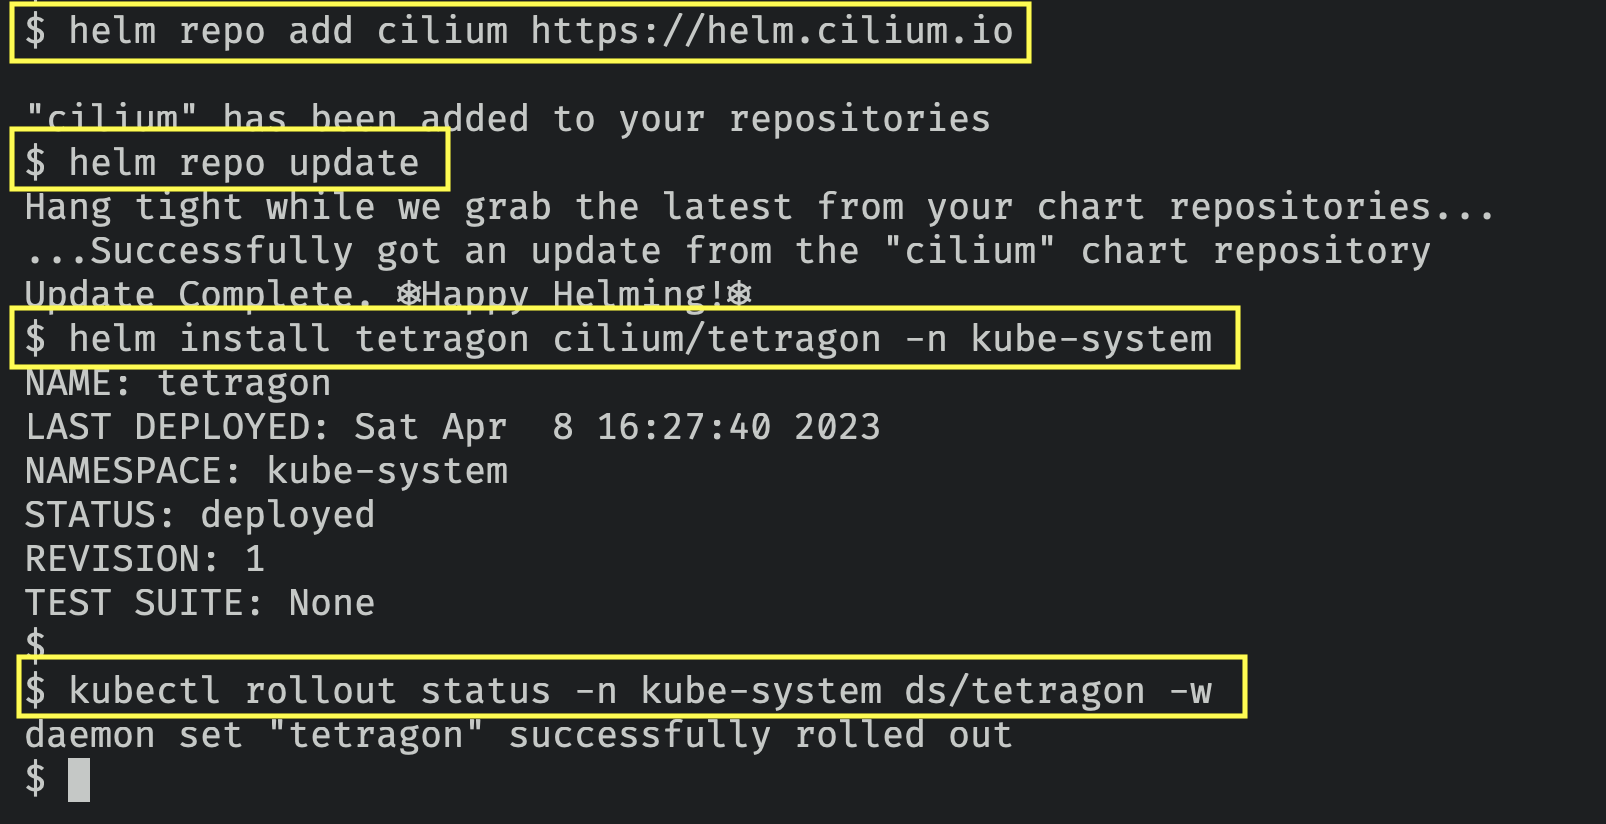 $ helm repo add cilium https://helm.cilium.io
"cilium" has been added to your repositories
$ helm repo update
Hang tight while we grab the latest from your chart repositories...
...Successfully got an update from the "cilium" chart repository
Update Complete. ⎈Happy Helming!⎈
$ helm install tetragon cilium/tetragon -n kube-system
NAME: tetragon
LAST DEPLOYED: Sat Apr  8 16:27:40 2023
NAMESPACE: kube-system
STATUS: deployed
REVISION: 1
TEST SUITE: None
$
$ kubectl rollout status -n kube-system ds/tetragon -w
daemon set "tetragon" successfully rolled out
$